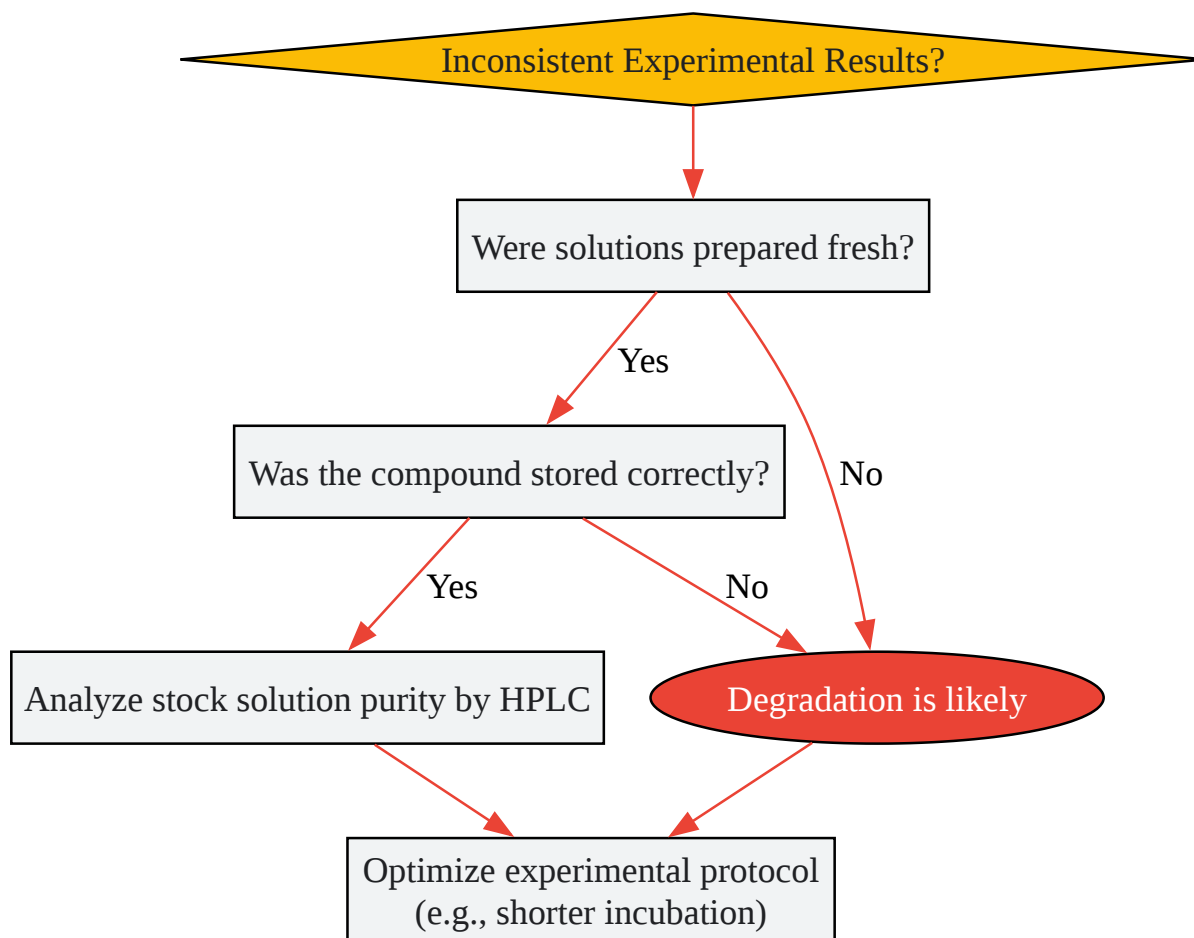 Inconsistent Experimental Results?
Were solutions prepared fresh?
Yes
Was the compound stored correctly?
No
Yes
No
Analyze stock solution purity by HPLC
Degradation is likely
Optimize experimental protocol
(e.g., shorter incubation)